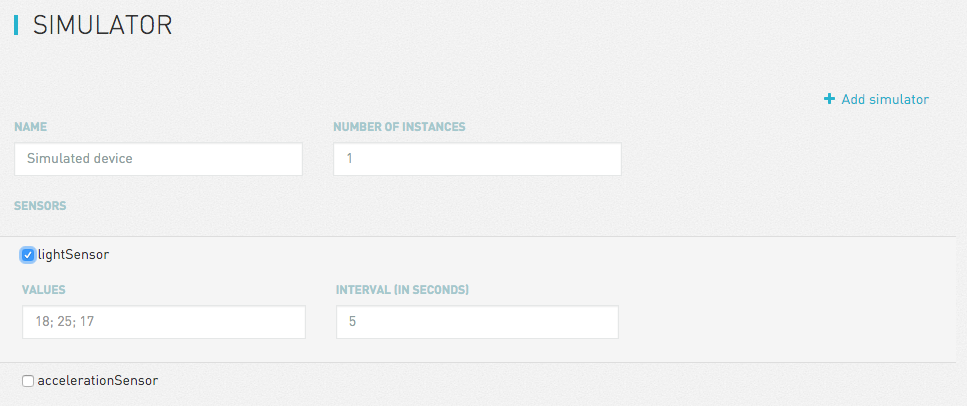 SIMULATOR
Add simulator
NAME
NUMBER OF INSTANCES
Simulated device
1
SENSORS
lightSensor
VALUES
INTERVAL (IN SECONDS)
18; 25; 17
5
accelerationSensor